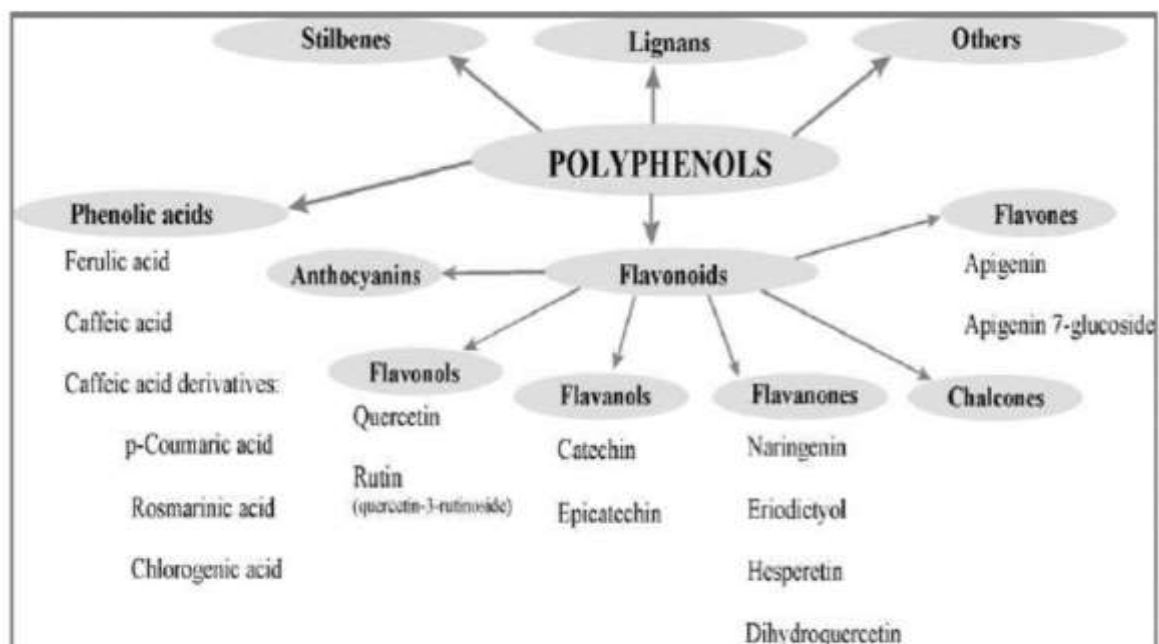 Stilbenes
Lignans
Others
POLYPHENOLS
Phenolic acids
Ferulic acid
Caffeic acid
Caffeic acid derivatives:
p-Coumaric acid
Rosmarinic acid
Chlorogenic acid
Anthocyanins
Flavonoids
Flavones
Apigenin
Apigenin 7-glucoside
Flavonols
Quercetin
Rutin
(quercetin-3-rutinoside)
Flavanols
Catechin
Epicatechin
Flavanones
Naringenin
Eriodictyol
Hesperetin
Dihydroquercetin
Chalcones